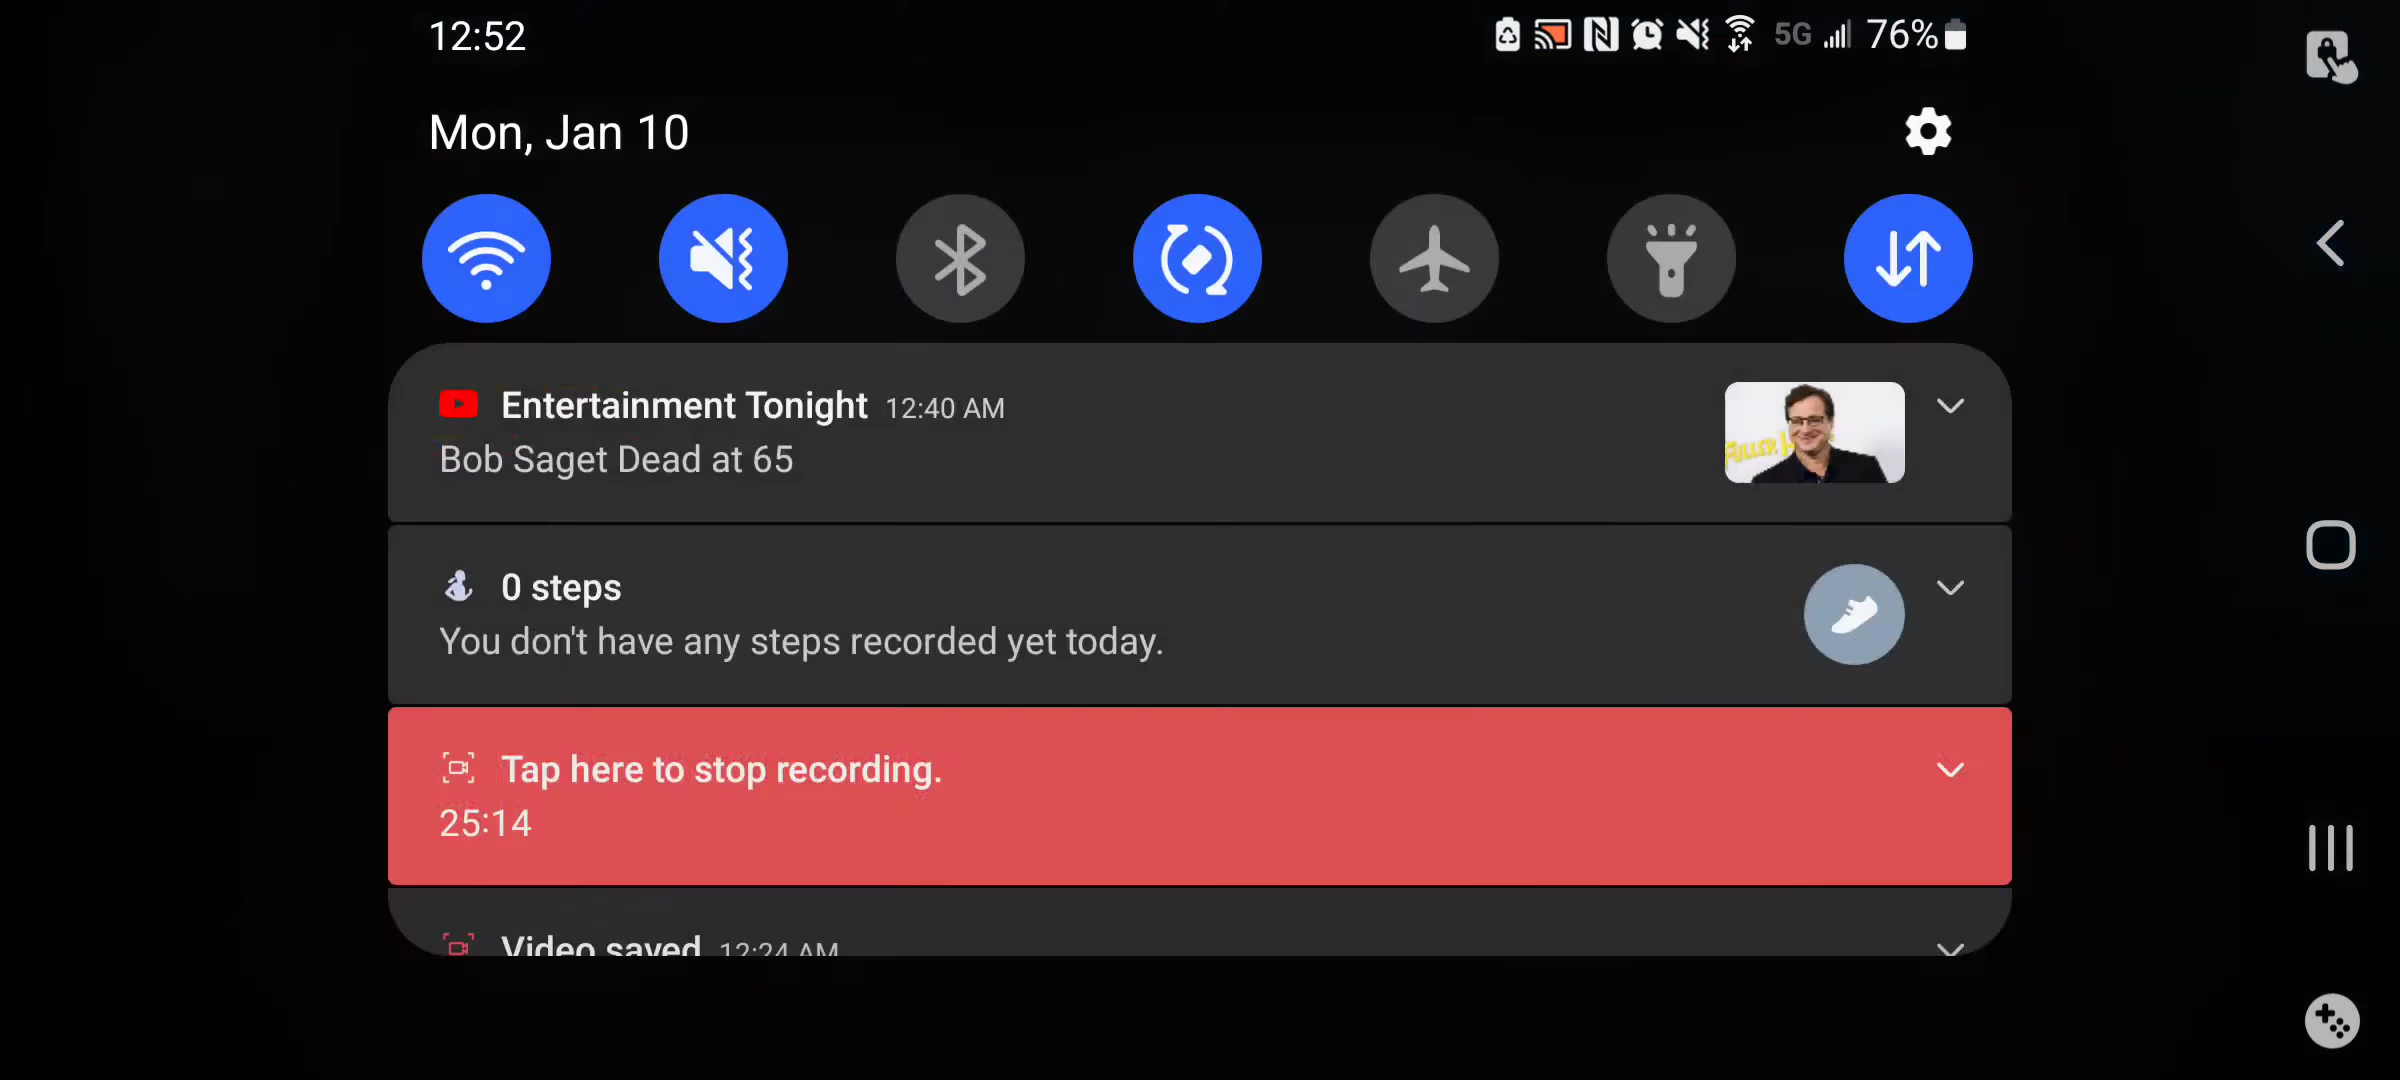 12:52
5G 76%
Mon, Jan 10
Entertainment Tonight 12:40 AM
Bob Saget Dead at 65
FULLER
0 steps
You don't have any steps recorded yet today.
Tap here to stop recording.
25:14
Video saved 12:24 AM